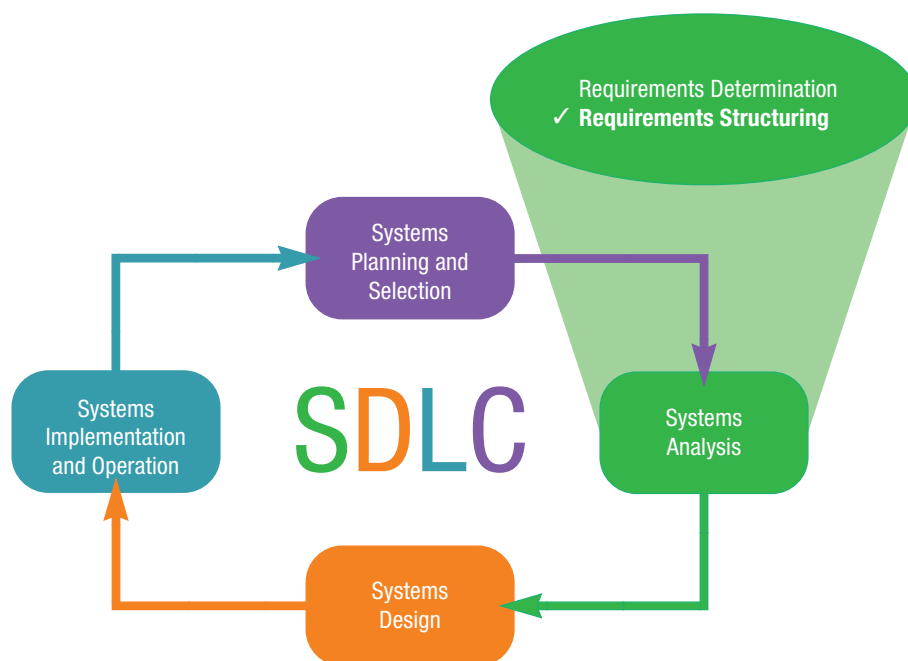 Requirements Determination
✓ Requirements Structuring
Systems
Planning and
Selection
Systems
Implementation
and Operation
SDLC
Systems
Analysis
Systems
Design